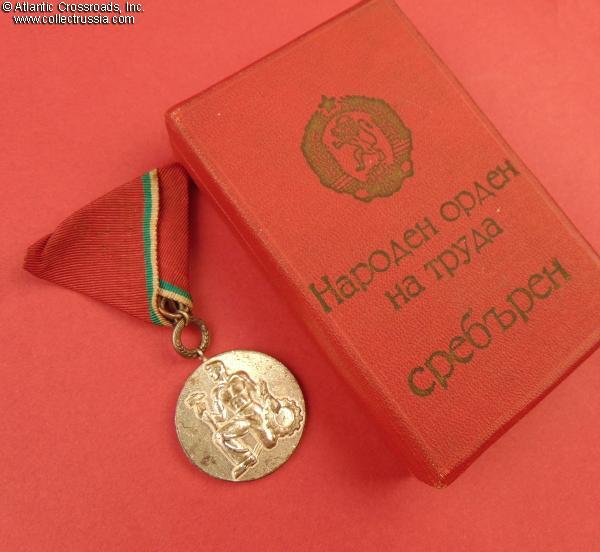 © Atlantic Crossroads, Inc.
www.collectrussia.com
Народен орден
на труда
сребърен